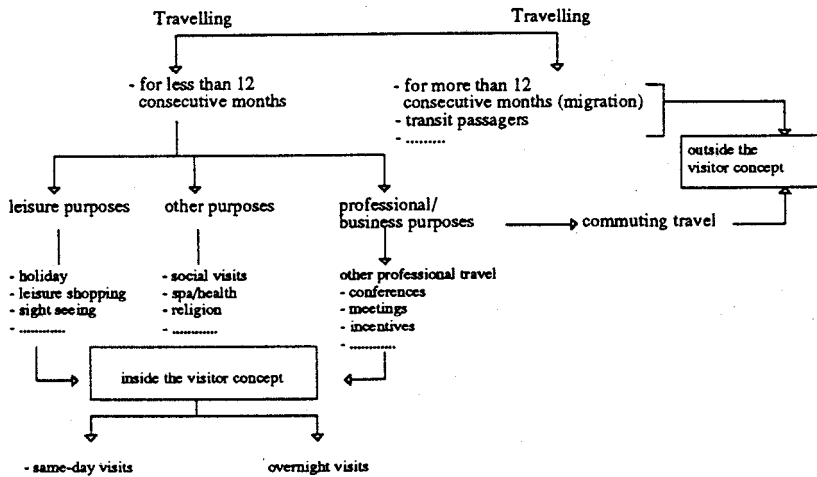 Travelling
Travelling
- for less than 12
consecutive months
- for more than 12
consecutive months (migration)
- transit passagers
- .........
outside the
visitor concept
leisure purposes
other purposes
professional/
business purposes
commuting travel
- holiday
- leisure shopping
- sight seeing
- ............
- social visits
- spa/health
- religion
- ............
other professional travel
- conferences
- meetings
- incentives
- ............
inside the visitor concept
- same-day visits
overnight visits